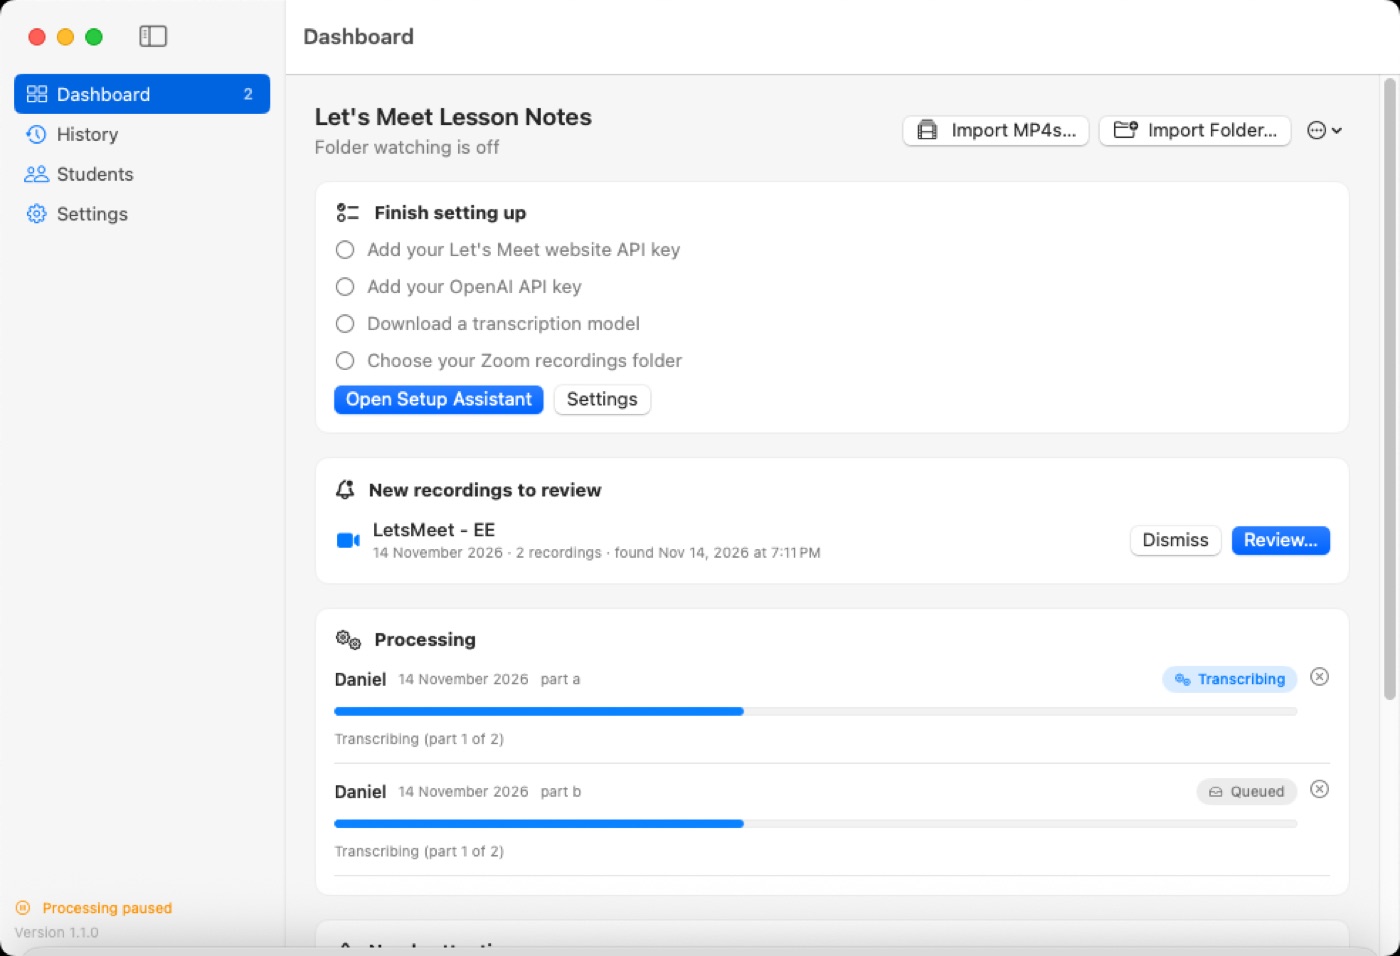 Dashboard
Dashboard 2
History
Students
Settings
Let's Meet Lesson Notes
Folder watching is off
Import MP4s...
Import Folder...
Finish setting up
Add your Let's Meet website API key
Add your OpenAI API key
Download a transcription model
Choose your Zoom recordings folder
Open Setup Assistant
Settings
New recordings to review
LetsMeet - EE
14 November 2026 · 2 recordings · found Nov 14, 2026 at 7:11 PM
Dismiss
Review...
Processing
Daniel 14 November 2026 part a
Transcribing
Transcribing (part 1 of 2)
Daniel 14 November 2026 part b
Queued
Transcribing (part 1 of 2)
Processing paused
Version 1.1.0